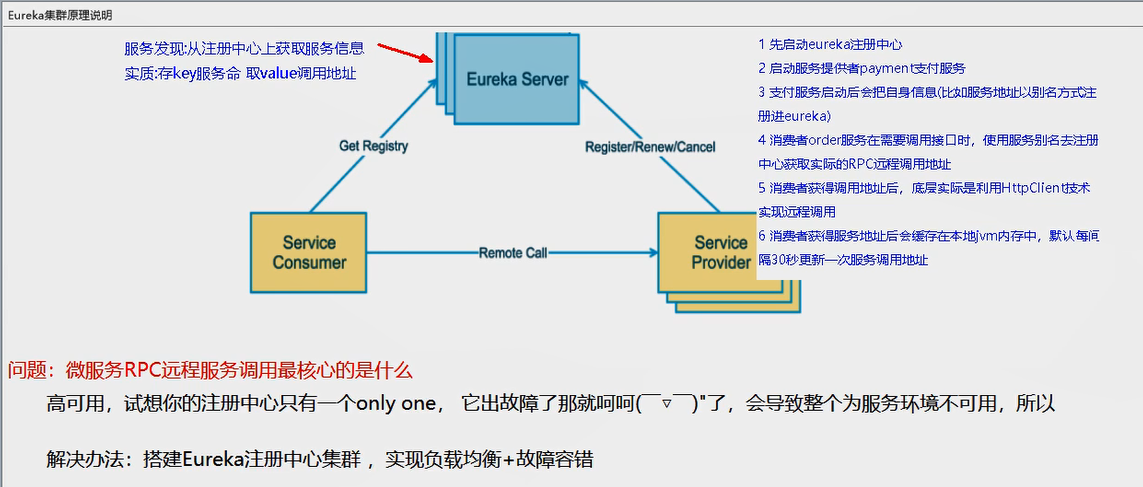 Eureka集群原理说明
服务发现:从注册中心上获取服务信息
实质:存key服务命 取value调用地址
Eureka Server
Get Registry
Register/Renew/Cancel
Service
Consumer
Remote Call
Service
Provider
1 先启动eureka注册中心
2 启动服务提供者payment支付服务
3 支付服务启动后会把自身信息(比如服务地址以别名方式注
册进eureka)
4 消费者order服务在需要调用接口时，使用服务别名去注册
中心获取实际的RPC远程调用地址
5 消费者获得调用地址后，底层实际是利用HttpClient技术
实现远程调用
6 消费者获得服务地址后会缓存在本地jvm内存中，默认每间
隔30秒更新一次服务调用地址
问题：微服务RPC远程服务调用最核心的是什么
高可用，试想你的注册中心只有一个only one， 它出故障了那就呵呵(￣▽￣)"了，会导致整个为服务环境不可用，所以
解决办法：搭建Eureka注册中心集群 ，实现负载均衡+故障容错